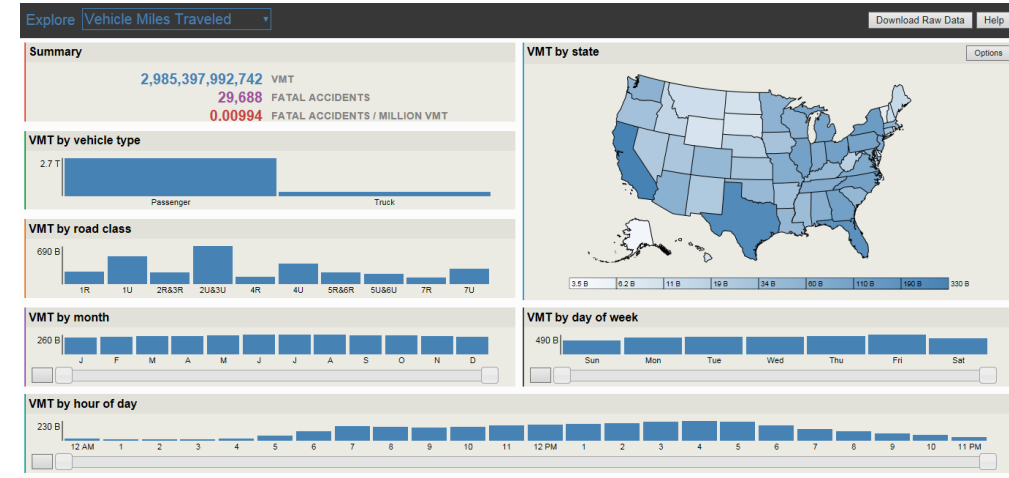 Explore Vehicle Miles Traveled
Download Raw Data Help
Summary
2,985,397,992,742 VMT
29,688 FATAL ACCIDENTS
0.00994 FATAL ACCIDENTS / MILLION VMT
VMT by vehicle type
2.7 T
Passenger Truck
VMT by road class
690 B
1R 1U 2R&3R 2U&3U 4R 4U 5R&6R 5U&6U 7R 7U
VMT by state
Options
3.5 B 6.2 B 11 B 19 B 34 B 60 B 110 B 190 B 330 B
VMT by month
260 B
J F M A M J J A S O N D
VMT by day of week
490 B
Sun Mon Tue Wed Thu Fri Sat
VMT by hour of day
230 B
12 AM 1 2 3 4 5 6 7 8 9 10 11 12 PM 1 2 3 4 5 6 7 8 9 10 11 PM